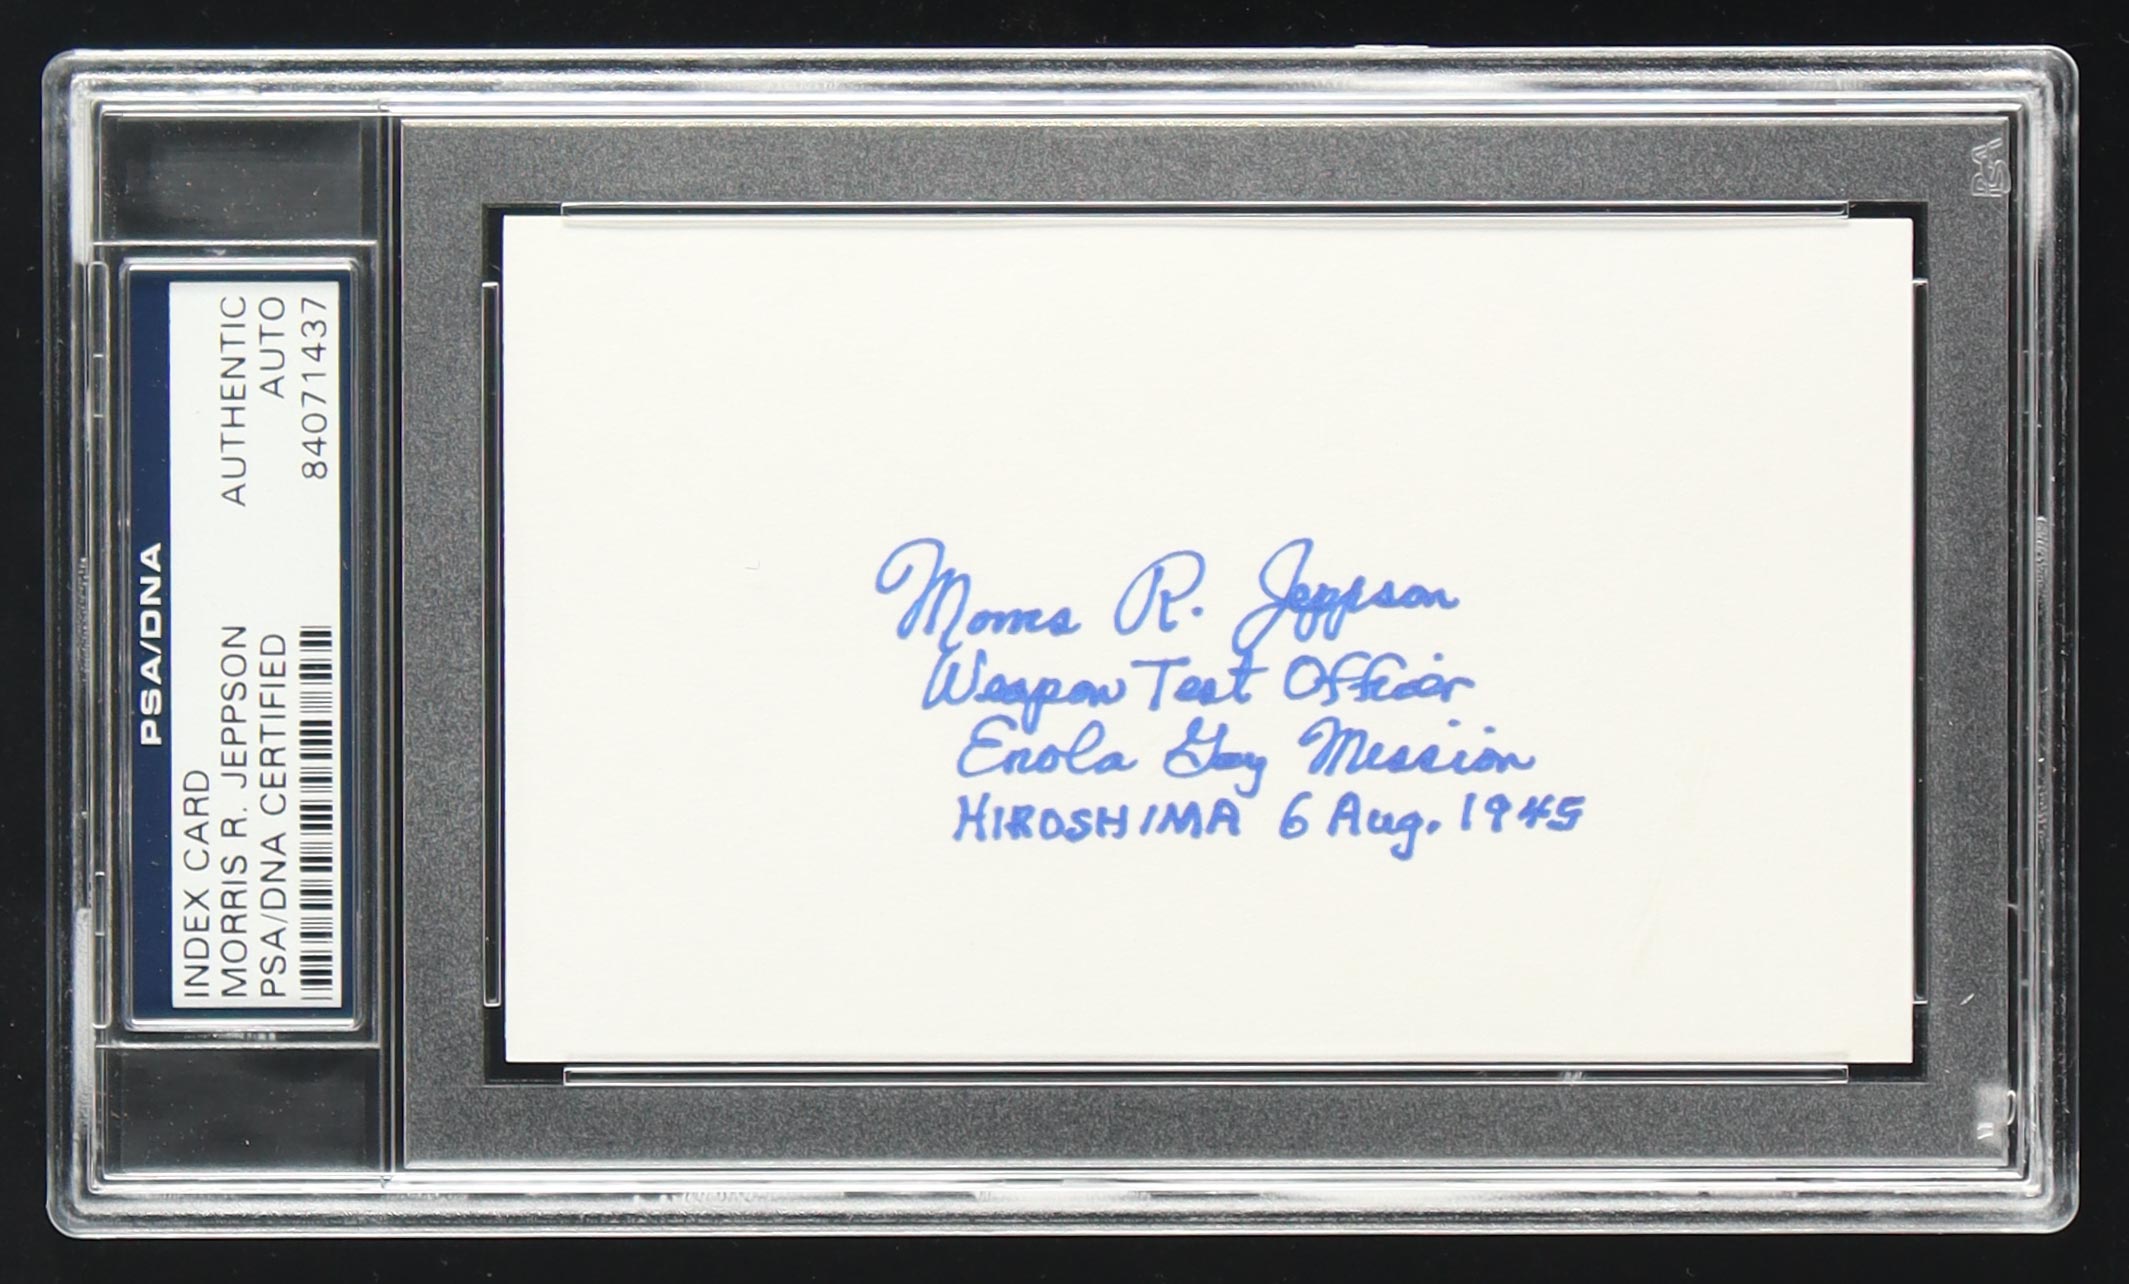 PSA/DNA
INDEX CARD
MORRIS R. JEPPSON AUTHENTIC
PSA/DNA CERTIFIED AUTO
84071437
Morris R. Jeppson
Weapon Test Officer
Enola Gay Mission
HIROSHIMA 6 Aug. 1945
PSA